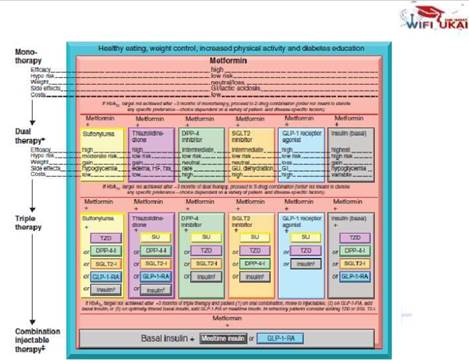 WIFI UKAI
Healthy eating, weight control, increased physical activity and diabetes education
Mono-
therapy
Metformin
Efficacy high
Hypo risk low risk
Weight neutral/loss
Side effects GI/lactic acidosis
Costs low
If HbA1c target not achieved after ~3 months of monotherapy, proceed to 2-drug combination (order not meant to denote
any specific preference—choice dependent on a variety of patient- and disease-specific factors):
Metformin + Metformin + Metformin + Metformin + Metformin + Metformin +
Dual
therapy
Sulfonylurea Thiazolidine-dione DPP-4 inhibitor SGLT2 inhibitor GLP-1 receptor agonist Insulin (basal)
Efficacy high high intermediate intermediate high highest
Hypo risk moderate risk low risk low risk low risk low risk high risk
Weight gain gain neutral loss loss gain
Side effects hypoglycemia edema, HF, rare GU, dehydration GI hypoglycemia
Costs low low high high high variable
If HbA1c target not achieved after ~3 months of dual therapy, proceed to 3-drug combination (order not meant to denote
any specific preference—choice dependent on a variety of patient- and disease-specific factors):
Metformin + Metformin + Metformin + Metformin + Metformin + Metformin +
Triple
therapy
Sulfonylurea + Thiazolidine-dione + DPP-4 inhibitor + SGLT2 inhibitor + GLP-1 receptor agonist + Insulin (basal) +
TZD SU SU SU SU TZD
or DPP-4-I or DPP-4-I or TZD or TZD or TZD or DPP-4-I
or SGLT2-I or SGLT2-I or SGLT2-I or DPP-4-I or Insulin or SGLT2-I
or GLP-1-RA or GLP-1-RA or Insulin or Insulin or GLP-1-RA
or Insulin or Insulin
If HbA1c target not achieved after ~3 months of triple therapy and patient (1) on oral combination, move to injectables; (2) on GLP-1-RA, add
basal insulin; or (3) on optimally titrated basal insulin, add GLP-1-RA or mealtime insulin.
Metformin
+
Combination
injectable
therapy‡
Basal insulin + Mealtime insulin or GLP-1-RA